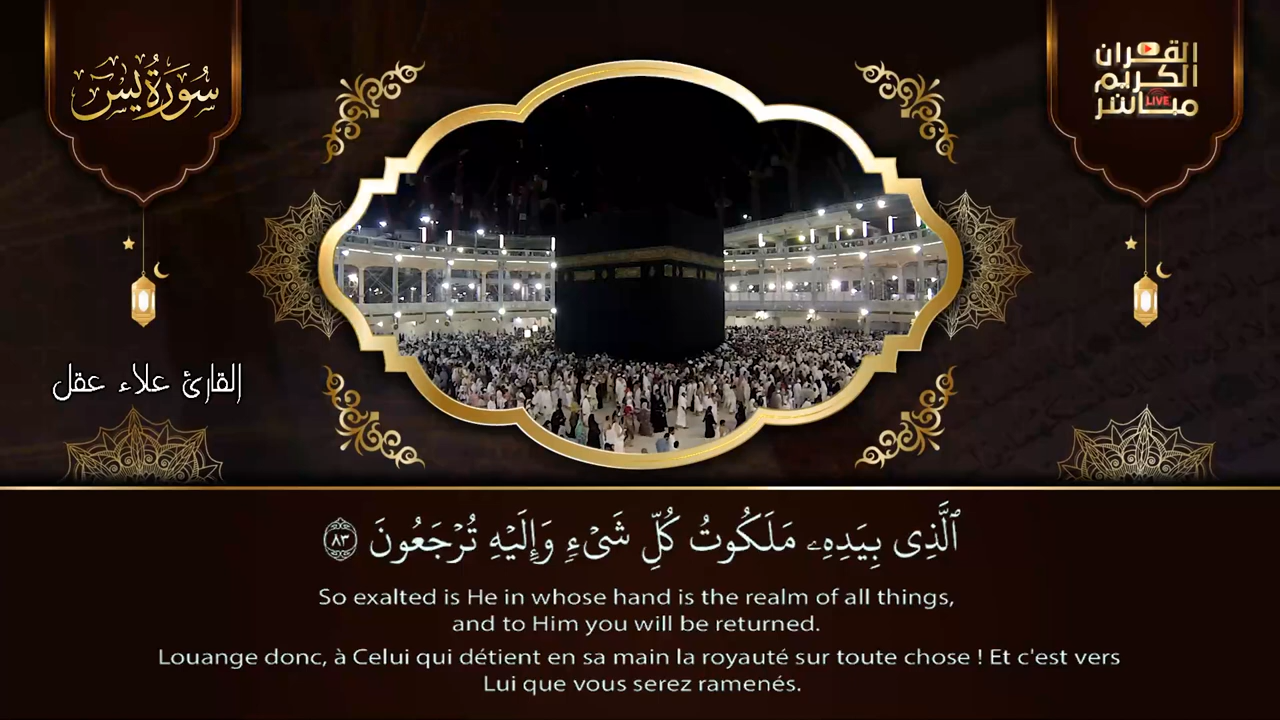 سُورَةُ يسٓ
القرآن
الكريم
مباشر
LIVE
القارئ علاء عقل
ٱلَّذِى بِيَدِهِۦ مَلَكُوتُ كُلِّ شَىْءٍ وَإِلَيْهِ تُرْجَعُونَ ٨٣
So exalted is He in whose hand is the realm of all things,
and to Him you will be returned.
Louange donc, à Celui qui détient en sa main la royauté sur toute chose ! Et c'est vers
Lui que vous serez ramenés.